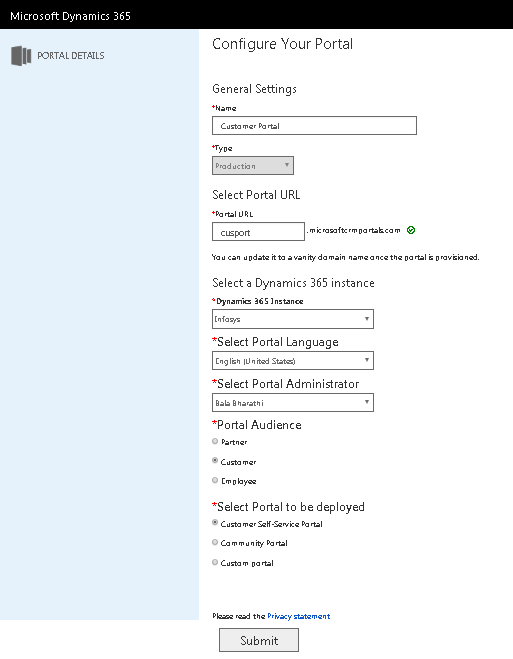 Microsoft Dynamics 365
PORTAL DETAILS
Configure Your Portal
General Settings
*Name
Customer Portal
*Type
Production
Select Portal URL
*Portal URL
cusport .microsoftcrmportals.com
You can update it to a vanity domain name once the portal is provisioned.
Select a Dynamics 365 instance
*Dynamics 365 Instance
Infosys
*Select Portal Language
English (United States)
*Select Portal Administrator
Bala Bharathi
*Portal Audience
Partner
Customer
Employee
*Select Portal to be deployed
Customer Self-Service Portal
Community Portal
Custom portal
Please read the Privacy statement
Submit